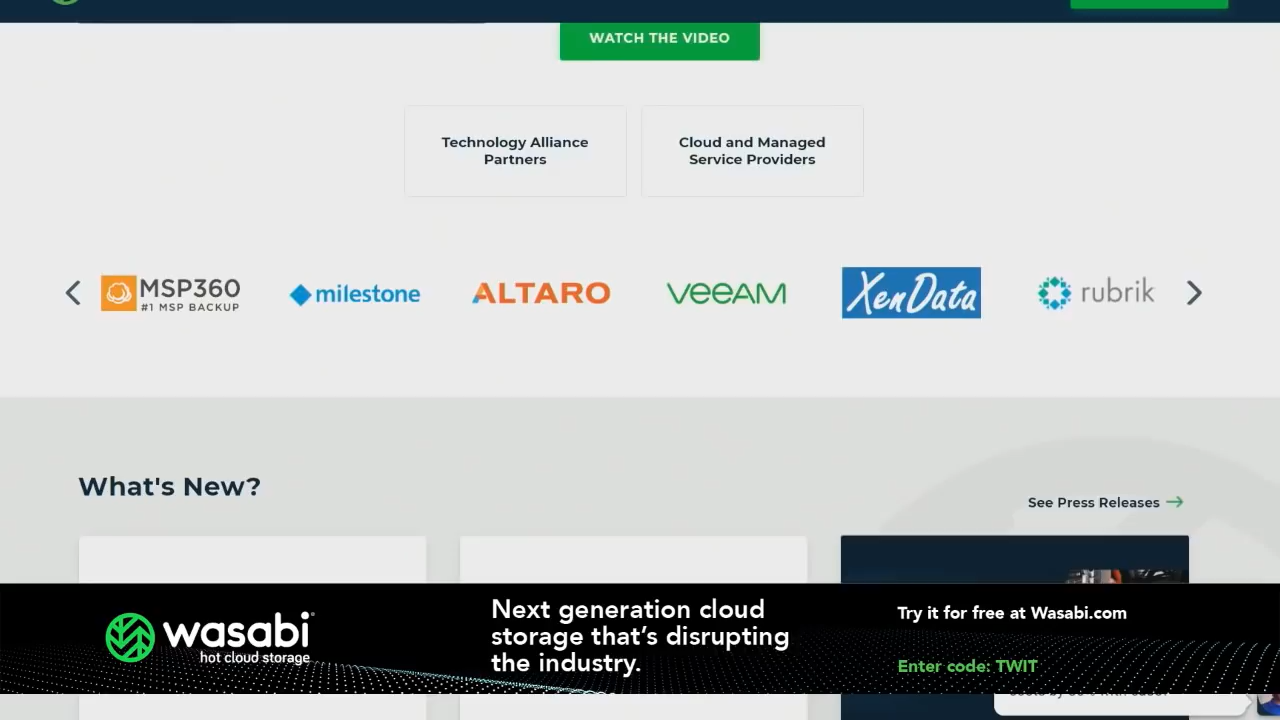 WATCH THE VIDEO
Technology Alliance
Partners
Cloud and Managed
Service Providers
MSP360
#1 MSP BACKUP
milestone
ALTARO
veeAM
XenData
rubrik
What's New?
See Press Releases
wasabi
hot cloud storage
Next generation cloud
storage that's disrupting
the industry.
Try it for free at Wasabi.com
Enter code: TWIT